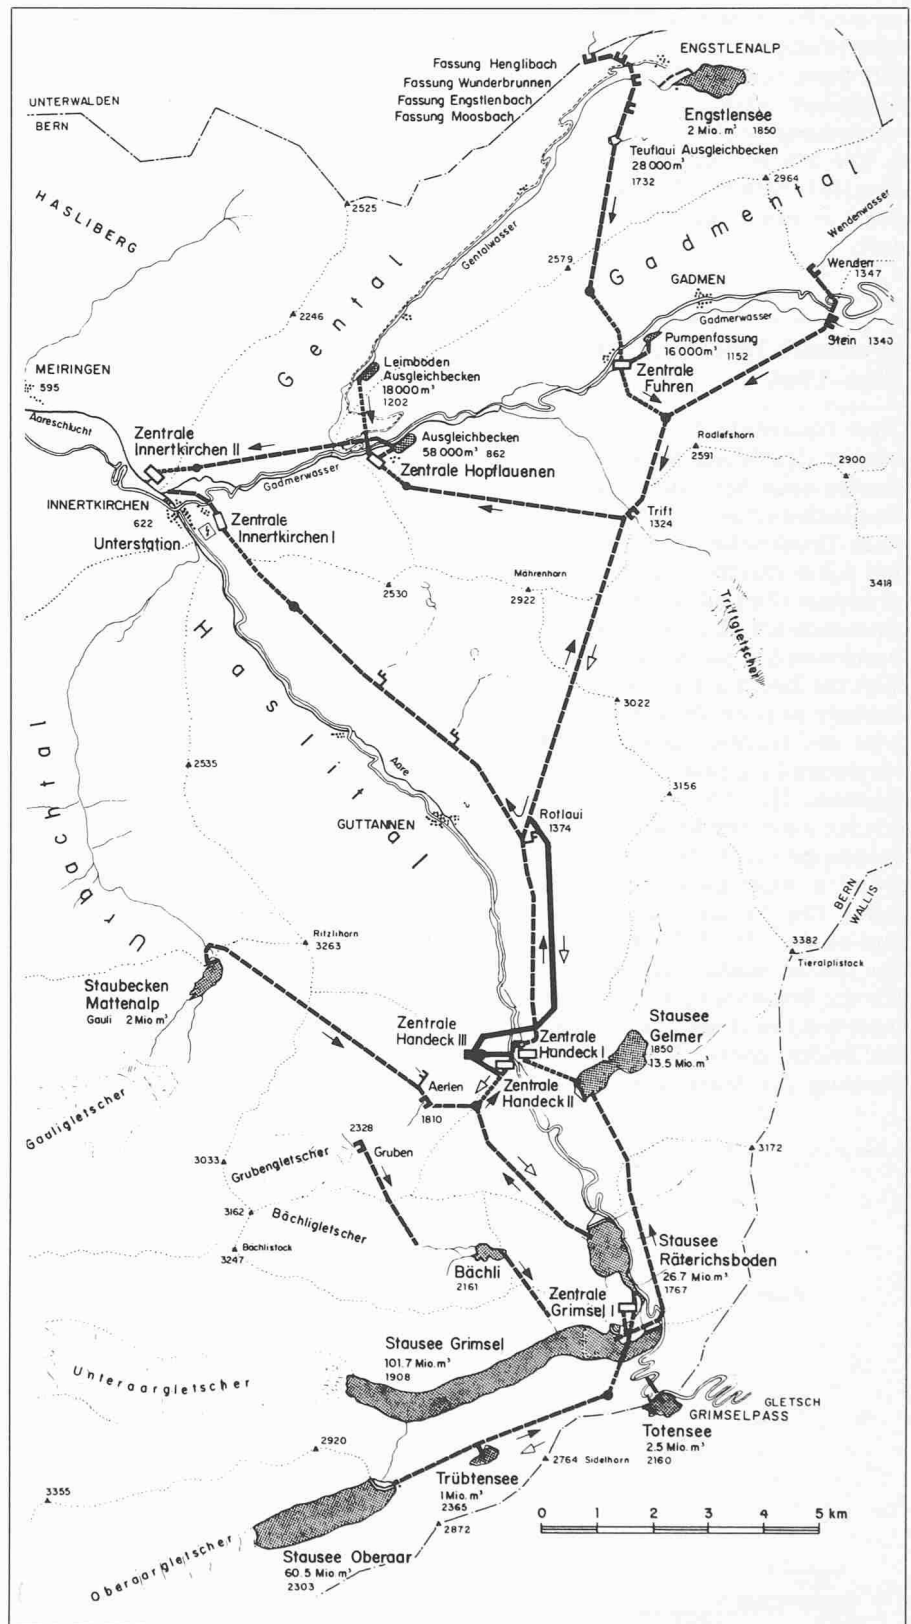 ENGSTLENALP
Fassung Henglibach
Fassung Wunderbrunnen
Fassung Engstlenbach
Fassung Moosbach
Engstlensee
2 Mio. m³ 1850
UNTERWALDEN
BERN
Teuflaui Ausgleichbecken
28 000 m³
1732
2964
HASLIBERG
2525
Gental
Gentalwasser
Gadmental
Wendenwasser
2579
GADMEN
Wenden
1347
2246
Gadmerwasser
Stein 1340
Pumpenfassung
16 000 m³ 1152
MEIRINGEN
595
Leimboden
Ausgleichbecken
18 000 m³
1202
Zentrale
Fuhren
Aareschlucht
Zentrale
Innertkirchen II
Ausgleichbecken
58 000 m³ 862
Radlefshorn
2591
2900
Gadmerwasser
Zentrale Hopflauenen
INNERTKIRCHEN
622
Zentrale
Innertkirchen I
Trift
1324
Unterstation
2530
Mährenhorn
2922
3418
Triftgletscher
Haslital
3022
Urbachtal
2535
Aare
3156
GUTTANNEN
Rotlaui
1374
BERN
WALLIS
Ritzlihorn
3263
3382
Tieralplistock
Staubecken
Mattenalp
Gauli 2 Mio m³
Zentrale
Handeck III
Zentrale
Handeck I
Stausee
Gelmer
1850
13.5 Mio. m³
Gauligletscher
Aerlen
1810
Zentrale
Handeck II
2328
Gruben
3033
Grubengletscher
3172
3162
Bächligletscher
Bächlistock
3247
Bächli
2161
Stausee
Räterichsboden
26.7 Mio. m³
1767
Zentrale
Grimsel I
Stausee Grimsel
101.7 Mio. m³
1908
Unteraargletscher
GLETSCH
GRIMSELPASS
Totensee
2.5 Mio. m³
2160
2920
2764 Sidelhorn
Trübtensee
1 Mio. m³
2365
3355
2872
0 1 2 3 4 5 km
Oberaargletscher
Stausee Oberaar
60.5 Mio. m³
2303